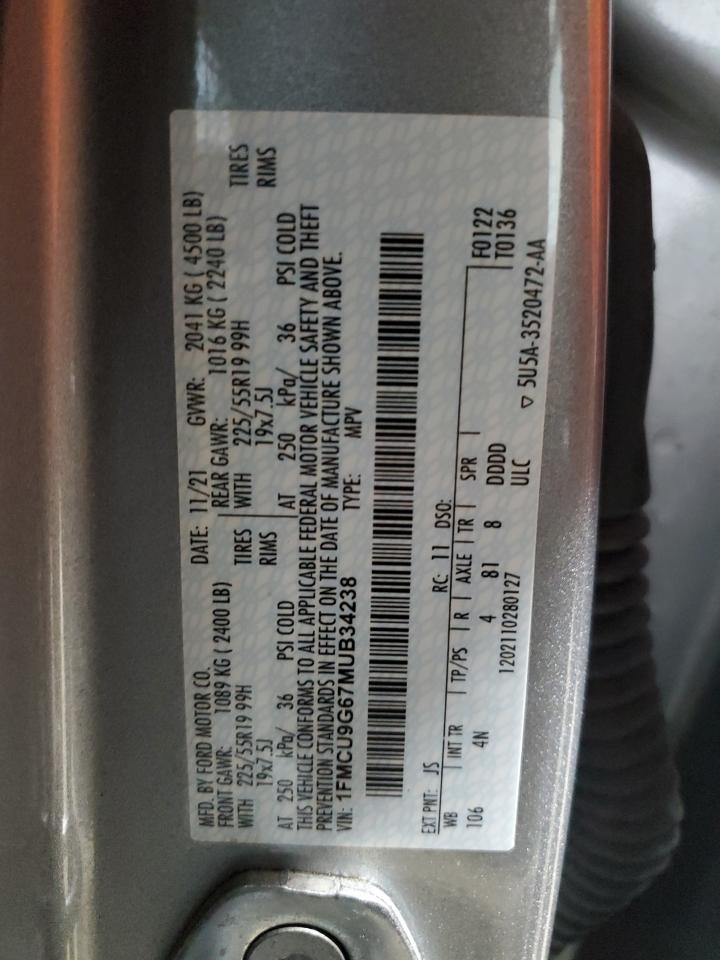 MFD. BY FORD MOTOR CO. DATE: 11/21 GVWR: 2041 KG ( 4500 LB)
FRONT GAWR: 1089 KG ( 2400 LB) REAR GAWR: 1016 KG ( 2240 LB)
WITH 225/55R19 99H TIRES WITH 225/55R19 99H TIRES
19x7.5J RIMS 19x7.5J RIMS
AT 250 kPa/ 36 PSI COLD AT 250 kPa/ 36 PSI COLD
THIS VEHICLE CONFORMS TO ALL APPLICABLE FEDERAL MOTOR VEHICLE SAFETY AND THEFT
PREVENTION STANDARDS IN EFFECT ON THE DATE OF MANUFACTURE SHOWN ABOVE.
VIN: 1FMCU9G67MUB34238 TYPE: MPV
EXT PNT: JS RC: 11 DSO:
WB INT TR TP/PS R AXLE TR SPR F0122
106 4N 4 81 8 DDDD T0136
1202110280127 ULC
▽ 5U5A-3520472-AA